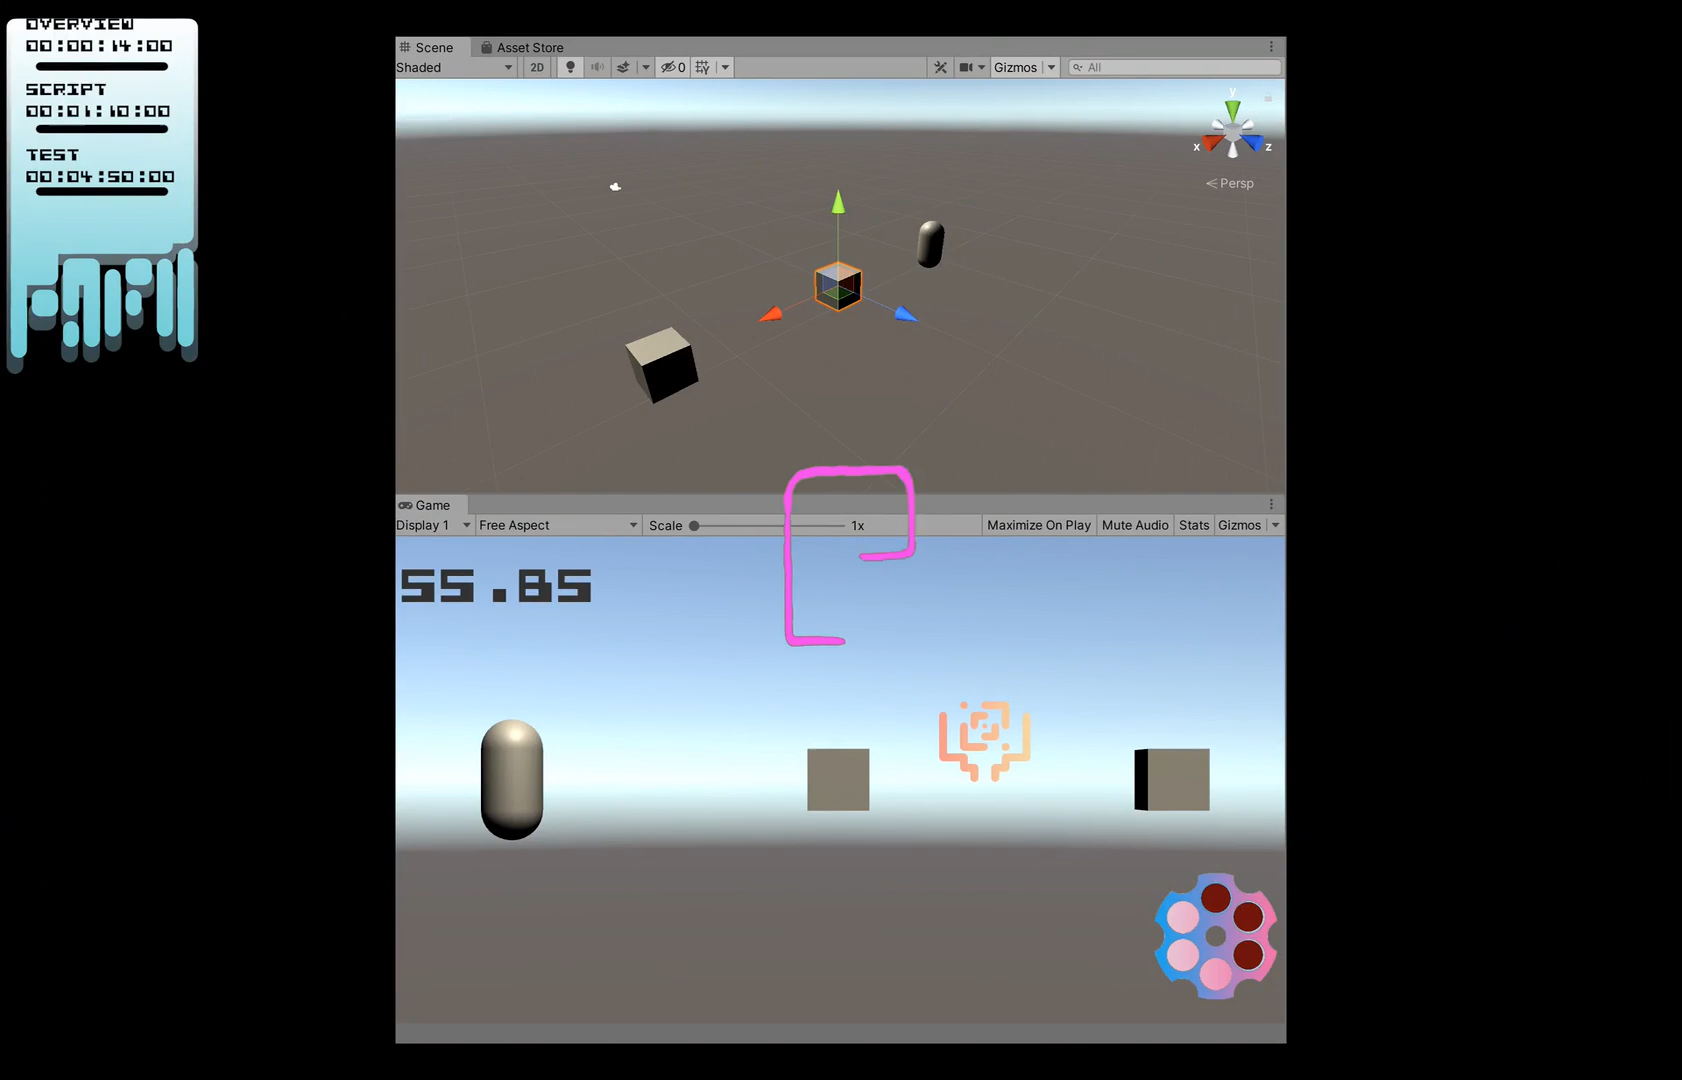 OVERVIEW
00:00:14:00
SCRIPT
00:01:10:00
TEST
00:04:50:00
Scene
Asset Store
Shaded
2D
0
Gizmos
All
y
x
z
Persp
Game
Display 1
Free Aspect
Scale
1x
Maximize On Play
Mute Audio
Stats
Gizmos
55.85